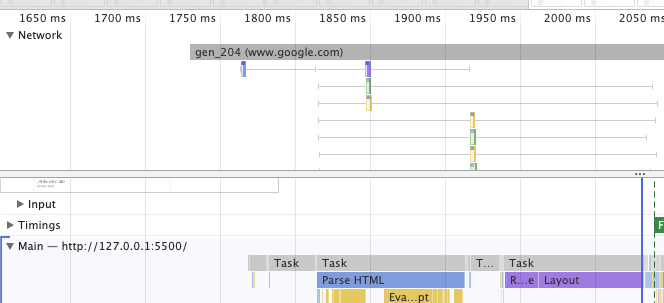 1650 ms 1700 ms 1750 ms 1800 ms 1850 ms 1900 ms 1950 ms 2000 ms 2050 ms
Network
gen_204 (www.google.com)
...
Input
Timings
F
Main — http://127.0.0.1:5500/
Task Task T... Task
Parse HTML R...e Layout
Eva...pt